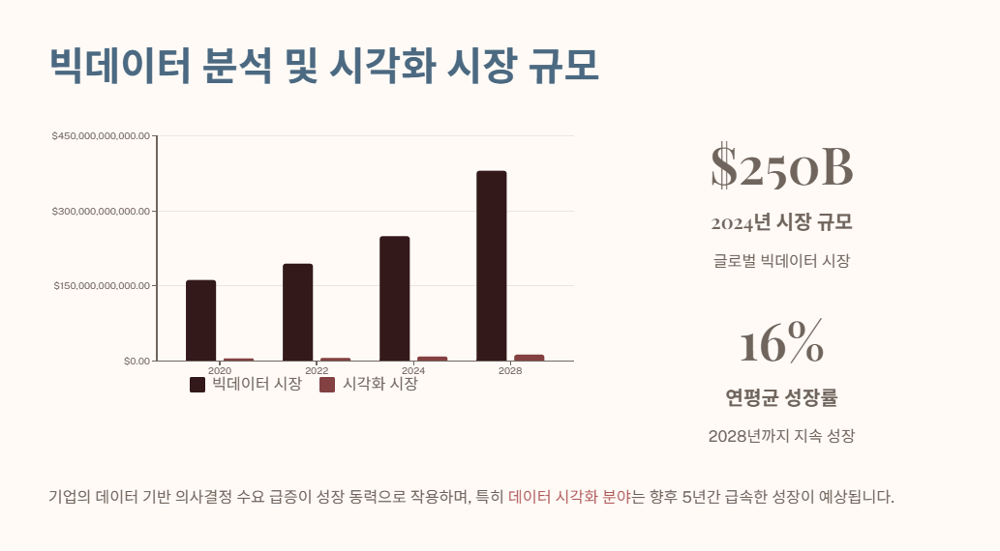 빅데이터 분석 및 시각화 시장 규모
$450,000,000,000.00
$300,000,000,000.00
$150,000,000,000.00
$0.00
2020 2022 2024 2028
빅데이터 시장 시각화 시장
$250B
2024년 시장 규모
글로벌 빅데이터 시장
16%
연평균 성장률
2028년까지 지속 성장
기업의 데이터 기반 의사결정 수요 급증이 성장 동력으로 작용하며, 특히 데이터 시각화 분야는 향후 5년간 급속한 성장이 예상됩니다.